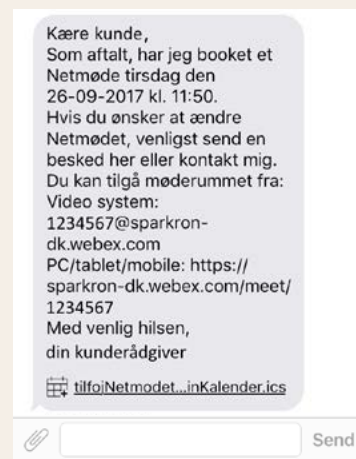 Kære kunde,
Som aftalt, har jeg booket et
Netmøde tirsdag den
26-09-2017 kl. 11:50.
Hvis du ønsker at ændre
Netmødet, venligst send en
besked her eller kontakt mig.
Du kan tilgå møderummet fra:
Video system:
1234567@sparkron-
dk.webex.com
PC/tablet/mobile: https://
sparkron-dk.webex.com/meet/
1234567
Med venlig hilsen,
din kunderådgiver
tilfojNetmodet...inKalender.ics
Send